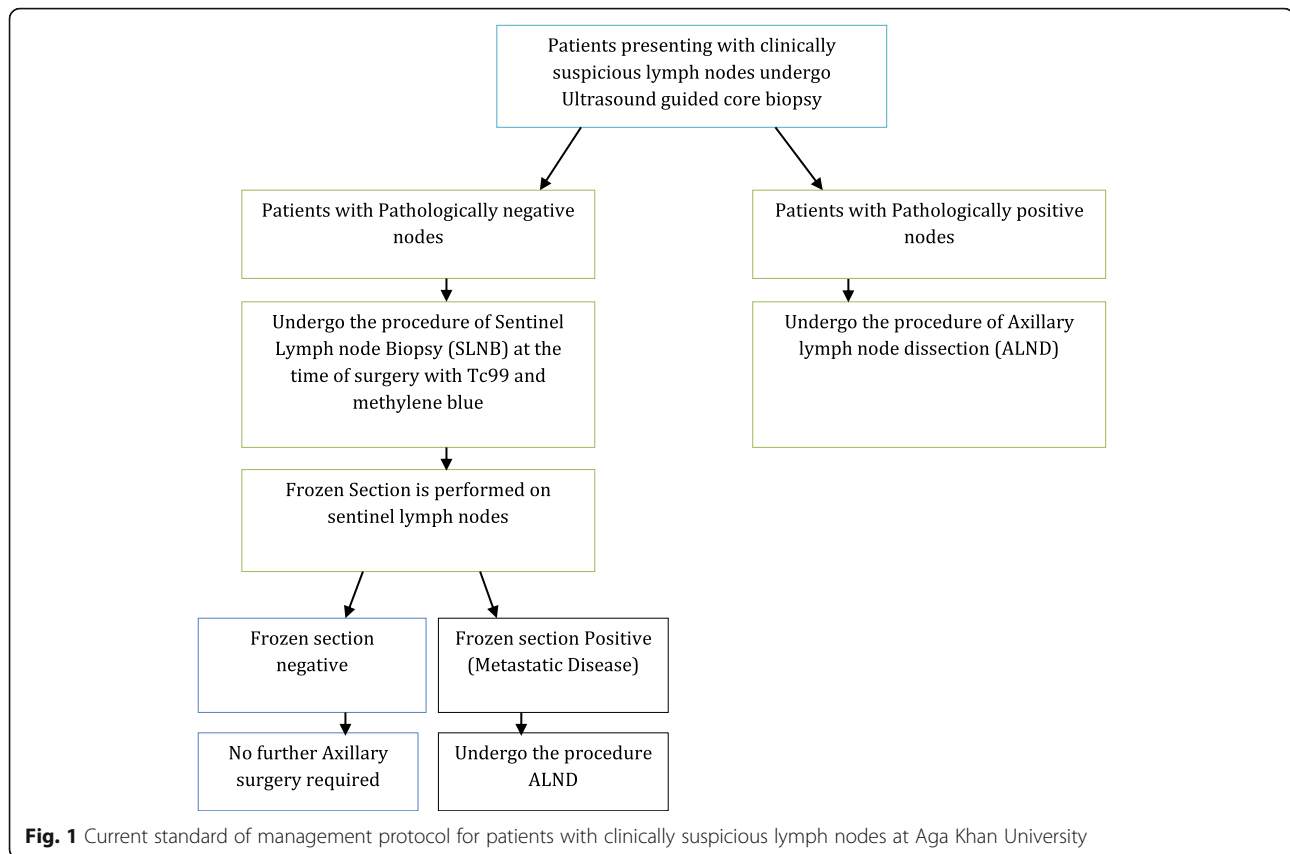 Patients presenting with clinically
suspicious lymph nodes undergo
Ultrasound guided core biopsy
Patients with Pathologically negative
nodes
Patients with Pathologically positive
nodes
Undergo the procedure of Sentinel
Lymph node Biopsy (SLNB) at the
time of surgery with Tc99 and
methylene blue
Undergo the procedure of Axillary
lymph node dissection (ALND)
Frozen Section is performed on
sentinel lymph nodes
Frozen section
negative
Frozen section Positive
(Metastatic Disease)
No further Axillary
surgery required
Undergo the procedure
ALND
Fig. 1 Current standard of management protocol for patients with clinically suspicious lymph nodes at Aga Khan University